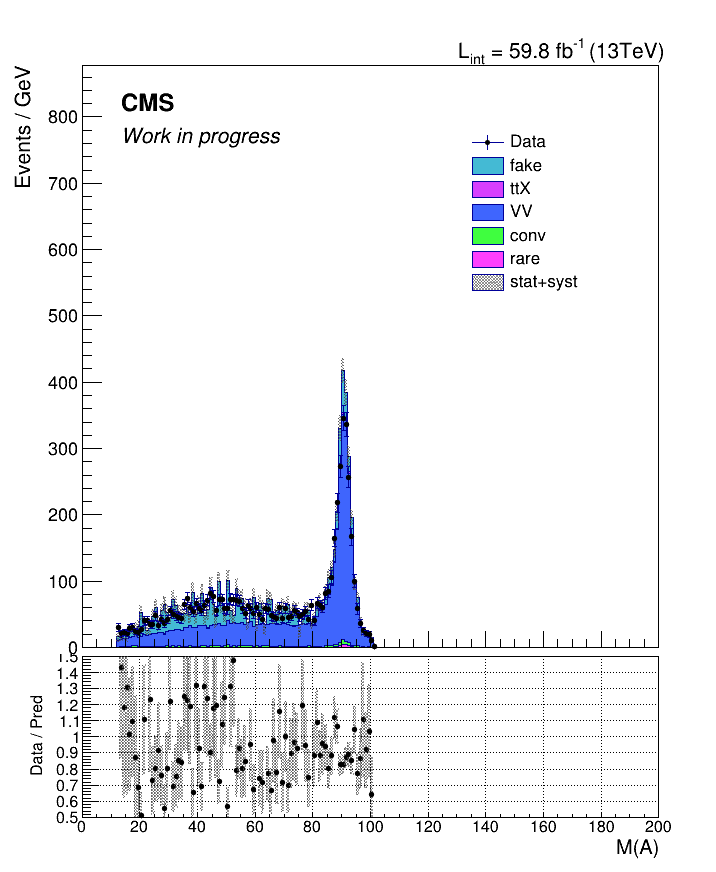 L_int = 59.8 fb^-1 (13TeV)
Events / GeV
CMS
Work in progress
800
700
600
500
400
300
200
100
0
Data
fake
ttX
VV
conv
rare
stat+syst
Data / Pred
1.5
1.4
1.3
1.2
1.1
1
0.9
0.8
0.7
0.6
0.5
0 20 40 60 80 100 120 140 160 180 200
M(A)